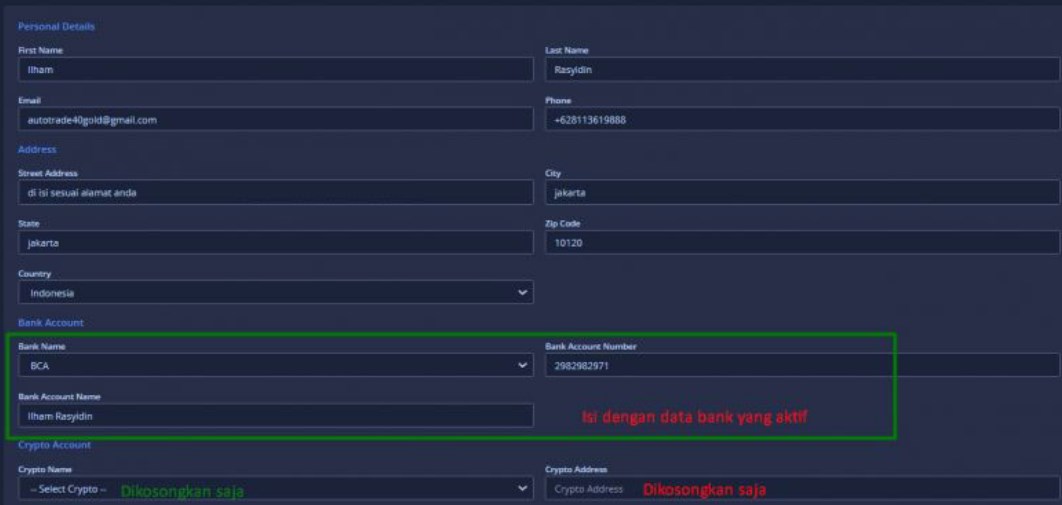 Personal Details
First Name
Last Name
Ilham
Rasyidin
Email
Phone
autotrade40gold@gmail.com
+628113619888
Address
Street Address
City
di isi sesuai alamat anda
jakarta
State
Zip Code
jakarta
10120
Country
Indonesia
Bank Account
Bank Name
Bank Account Number
BCA
2982982971
Bank Account Name
Ilham Rasyidin
Isi dengan data bank yang aktif
Crypto Account
Crypto Name
Crypto Address
-- Select Crypto --
Dikosongkan saja
Crypto Address
Dikosongkan saja